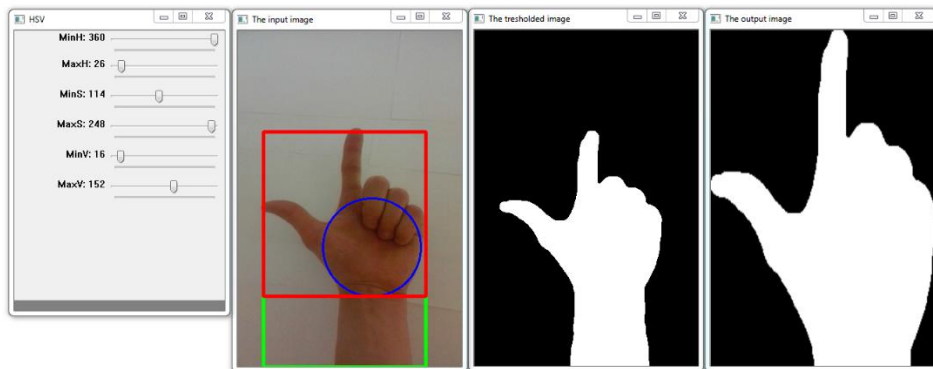 HSV
MinH: 360
MaxH: 26
MinS: 114
MaxS: 248
MinV: 16
MaxV: 152
The input image
The tresholded image
The output image